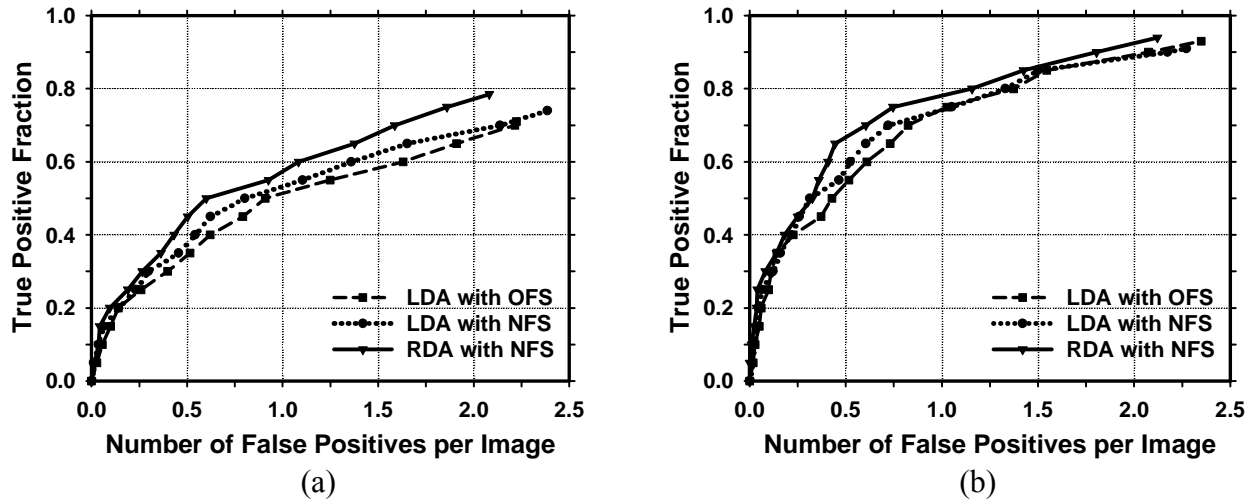 True Positive Fraction
1.0
0.8
0.6
0.4
0.2
0.0
LDA with OFS
LDA with NFS
RDA with NFS
0.0 0.5 1.0 1.5 2.0 2.5
Number of False Positives per Image
(a)
True Positive Fraction
1.0
0.8
0.6
0.4
0.2
0.0
LDA with OFS
LDA with NFS
RDA with NFS
0.0 0.5 1.0 1.5 2.0 2.5
Number of False Positives per Image
(b)